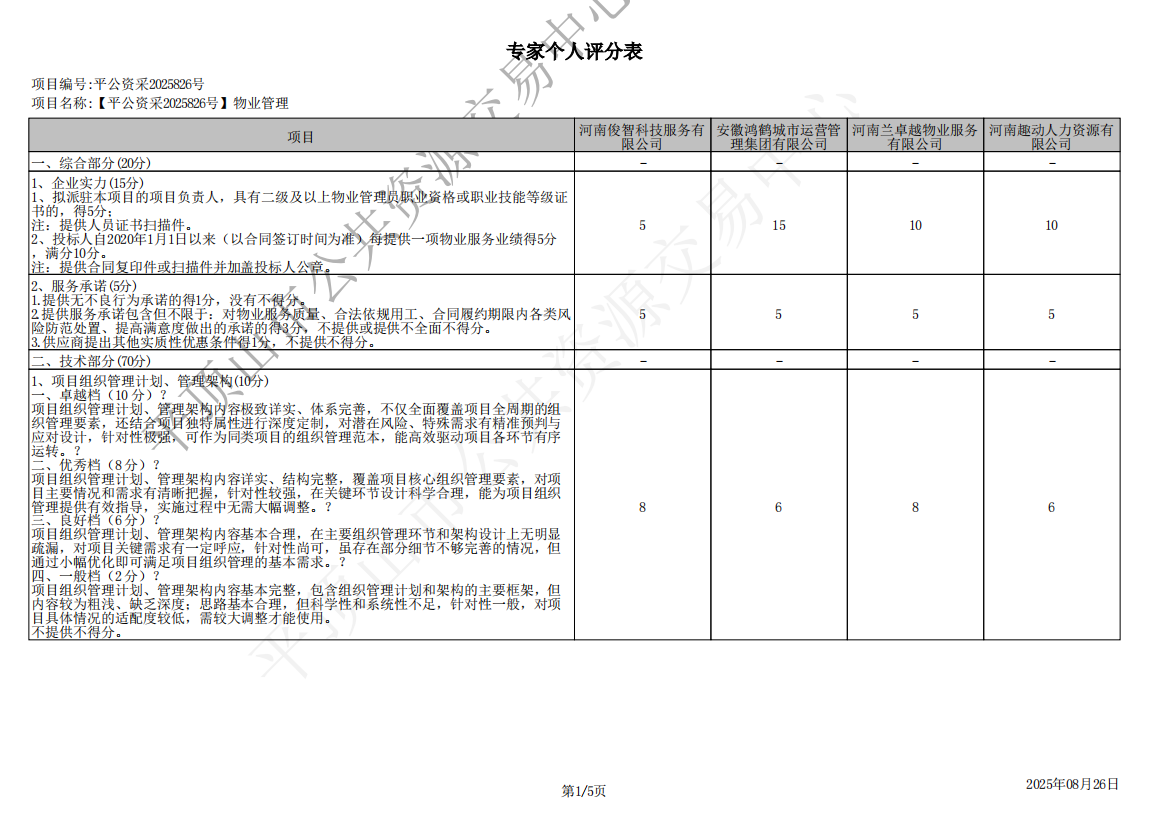 专家个人评分表
项目编号:平公资采2025826号
项目名称:【平公资采2025826号】物业管理
项目
河南俊智科技服务有
限公司
安徽鸿鹤城市运营管
理集团有限公司
河南兰卓越物业服务
有限公司
河南趣动人力资源有
限公司
一、综合部分(20分)
–
–
–
–
1、企业实力(15分)
1、拟派驻本项目的项目负责人，具有二级及以上物业管理员职业资格或职业技能等级证
书的，得5分；
注：提供人员证书扫描件。
2、投标人自2020年1月1日以来（以合同签订时间为准）每提供一项物业服务业绩得5分
，满分10分。
注：提供合同复印件或扫描件并加盖投标人公章。
5
15
10
10
2、服务承诺(5分)
1.提供无不良行为承诺的得1分，没有不得分。
2.提供服务承诺包含但不限于：对物业服务质量、合法依规用工、合同履约期限内各类风
险防范处置、提高满意度做出的承诺的得3分，不提供或提供不全面不得分。
3.供应商提出其他实质性优惠条件得1分，不提供不得分。
5
5
5
5
二、技术部分(70分)
–
–
–
–
1、项目组织管理计划、管理架构(10分)
一、卓越档（10 分）？
项目组织管理计划、管理架构内容极致详实、体系完善，不仅全面覆盖项目全周期的组
织管理要素，还结合项目独特属性进行深度定制，对潜在风险、特殊需求有精准预判与
应对设计，针对性极强，可作为同类项目的组织管理范本，能高效驱动项目各环节有序
运转。？
二、优秀档（8 分）？
项目组织管理计划、管理架构内容详实、结构完整，覆盖项目核心组织管理要素，对项
目主要情况和需求有清晰把握，针对性较强，在关键环节设计科学合理，能为项目组织
管理提供有效指导，实施过程中无需大幅调整。？
三、良好档（6 分）？
项目组织管理计划、管理架构内容基本合理，在主要组织管理环节和架构设计上无明显
疏漏，对项目关键需求有一定呼应，针对性尚可，虽存在部分细节不够完善的情况，但
通过小幅优化即可满足项目组织管理的基本需求。？
四、一般档（2 分）？
项目组织管理计划、管理架构内容基本完整，包含组织管理计划和架构的主要框架，但
内容较为粗浅、缺乏深度；思路基本合理，但科学性和系统性不足，针对性一般，对项
目具体情况的适配度较低，需较大调整才能使用。
不提供不得分。
8
6
8
6
平顶山市公共资源交易中心
平顶山市公共资源交易中心
第1/5页
2025年08月26日